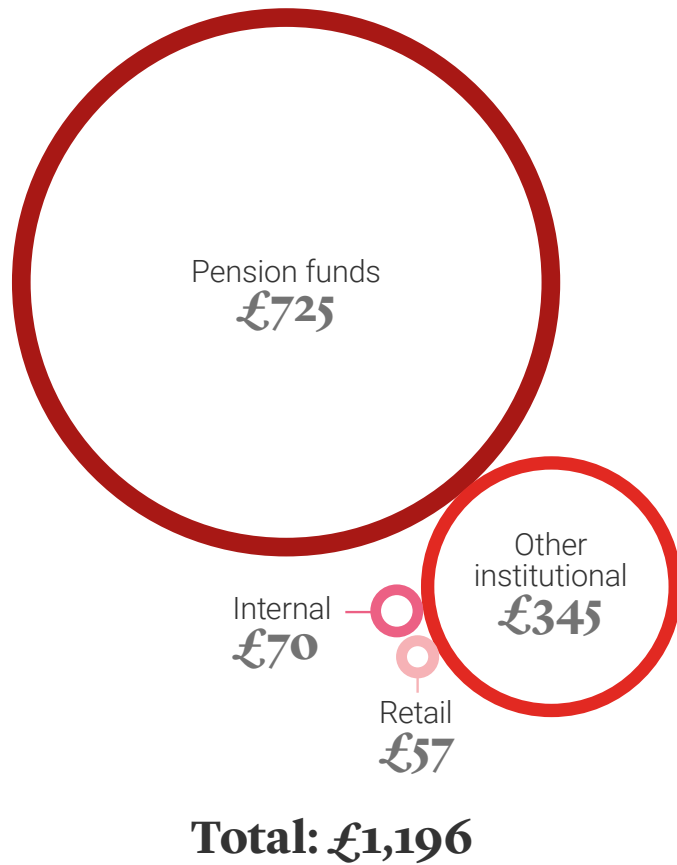 Pension funds
£725
Other
institutional
£345
Internal
£70
Retail
£57
Total: £1,196